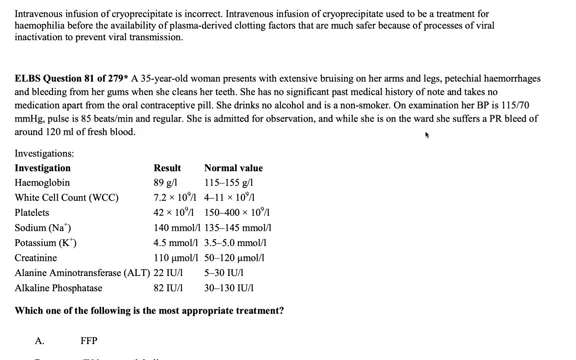 Intravenous infusion of cryoprecipitate is incorrect. Intravenous infusion of cryoprecipitate used to be a treatment for
haemophilia before the availability of plasma-derived clotting factors that are much safer because of processes of viral
inactivation to prevent viral transmission.
ELBS Question 81 of 279* A 35-year-old woman presents with extensive bruising on her arms and legs, petechial haemorrhages
and bleeding from her gums when she cleans her teeth. She has no significant past medical history of note and takes no
medication apart from the oral contraceptive pill. She drinks no alcohol and is a non-smoker. On examination her BP is 115/70
mmHg, pulse is 85 beats/min and regular. She is admitted for observation, and while she is on the ward she suffers a PR bleed of
around 120 ml of fresh blood.
Investigations:
Investigation Result Normal value
Haemoglobin 89 g/l 115–155 g/l
White Cell Count (WCC) 7.2 × 10⁹/l 4–11 × 10⁹/l
Platelets 42 × 10⁹/l 150–400 × 10⁹/l
Sodium (Na⁺) 140 mmol/l 135–145 mmol/l
Potassium (K⁺) 4.5 mmol/l 3.5–5.0 mmol/l
Creatinine 110 µmol/l 50–120 µmol/l
Alanine Aminotransferase (ALT) 22 IU/l 5–30 IU/l
Alkaline Phosphatase 82 IU/l 30–130 IU/l
Which one of the following is the most appropriate treatment?
A. FFP